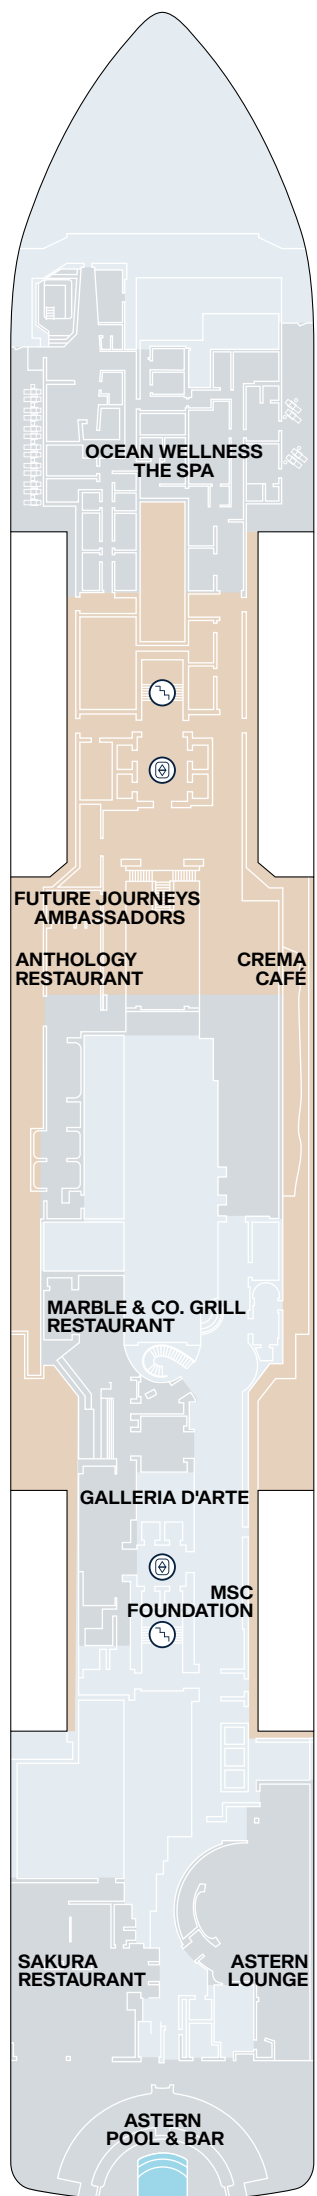 OCEAN WELLNESS
THE SPA
FUTURE JOURNEYS
AMBASSADORS
ANTHOLOGY
RESTAURANT
CREMA
CAFÉ
MARBLE & CO. GRILL
RESTAURANT
GALLERIA D'ARTE
MSC
FOUNDATION
SAKURA
RESTAURANT
ASTERN
LOUNGE
ASTERN
POOL & BAR